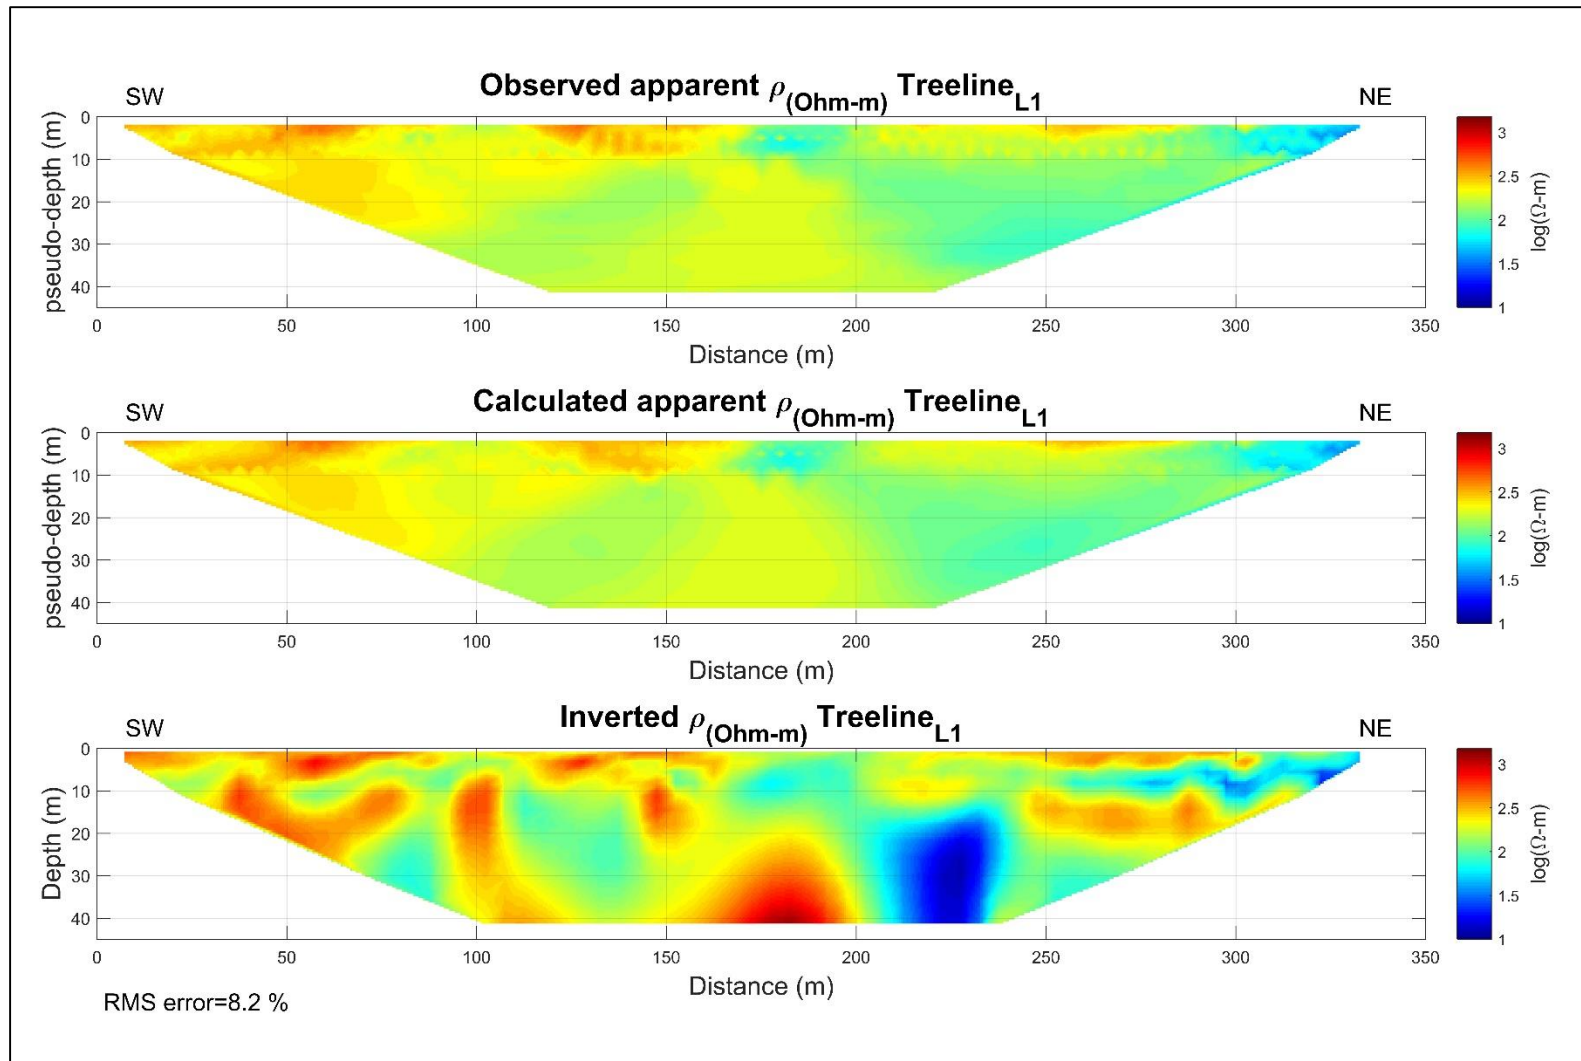 SW Observed apparent ρ(Ohm-m) TreelineL1 NE
pseudo-depth (m)
0
10
20
30
40
0 50 100 150 200 250 300 350
Distance (m)
3
2.5
2
1.5
1
log(Ω-m)
SW Calculated apparent ρ(Ohm-m) TreelineL1 NE
pseudo-depth (m)
0
10
20
30
40
0 50 100 150 200 250 300 350
Distance (m)
3
2.5
2
1.5
1
log(Ω-m)
SW Inverted ρ(Ohm-m) TreelineL1 NE
Depth (m)
0
10
20
30
40
0 50 100 150 200 250 300 350
Distance (m)
3
2.5
2
1.5
1
log(Ω-m)
RMS error=8.2 %